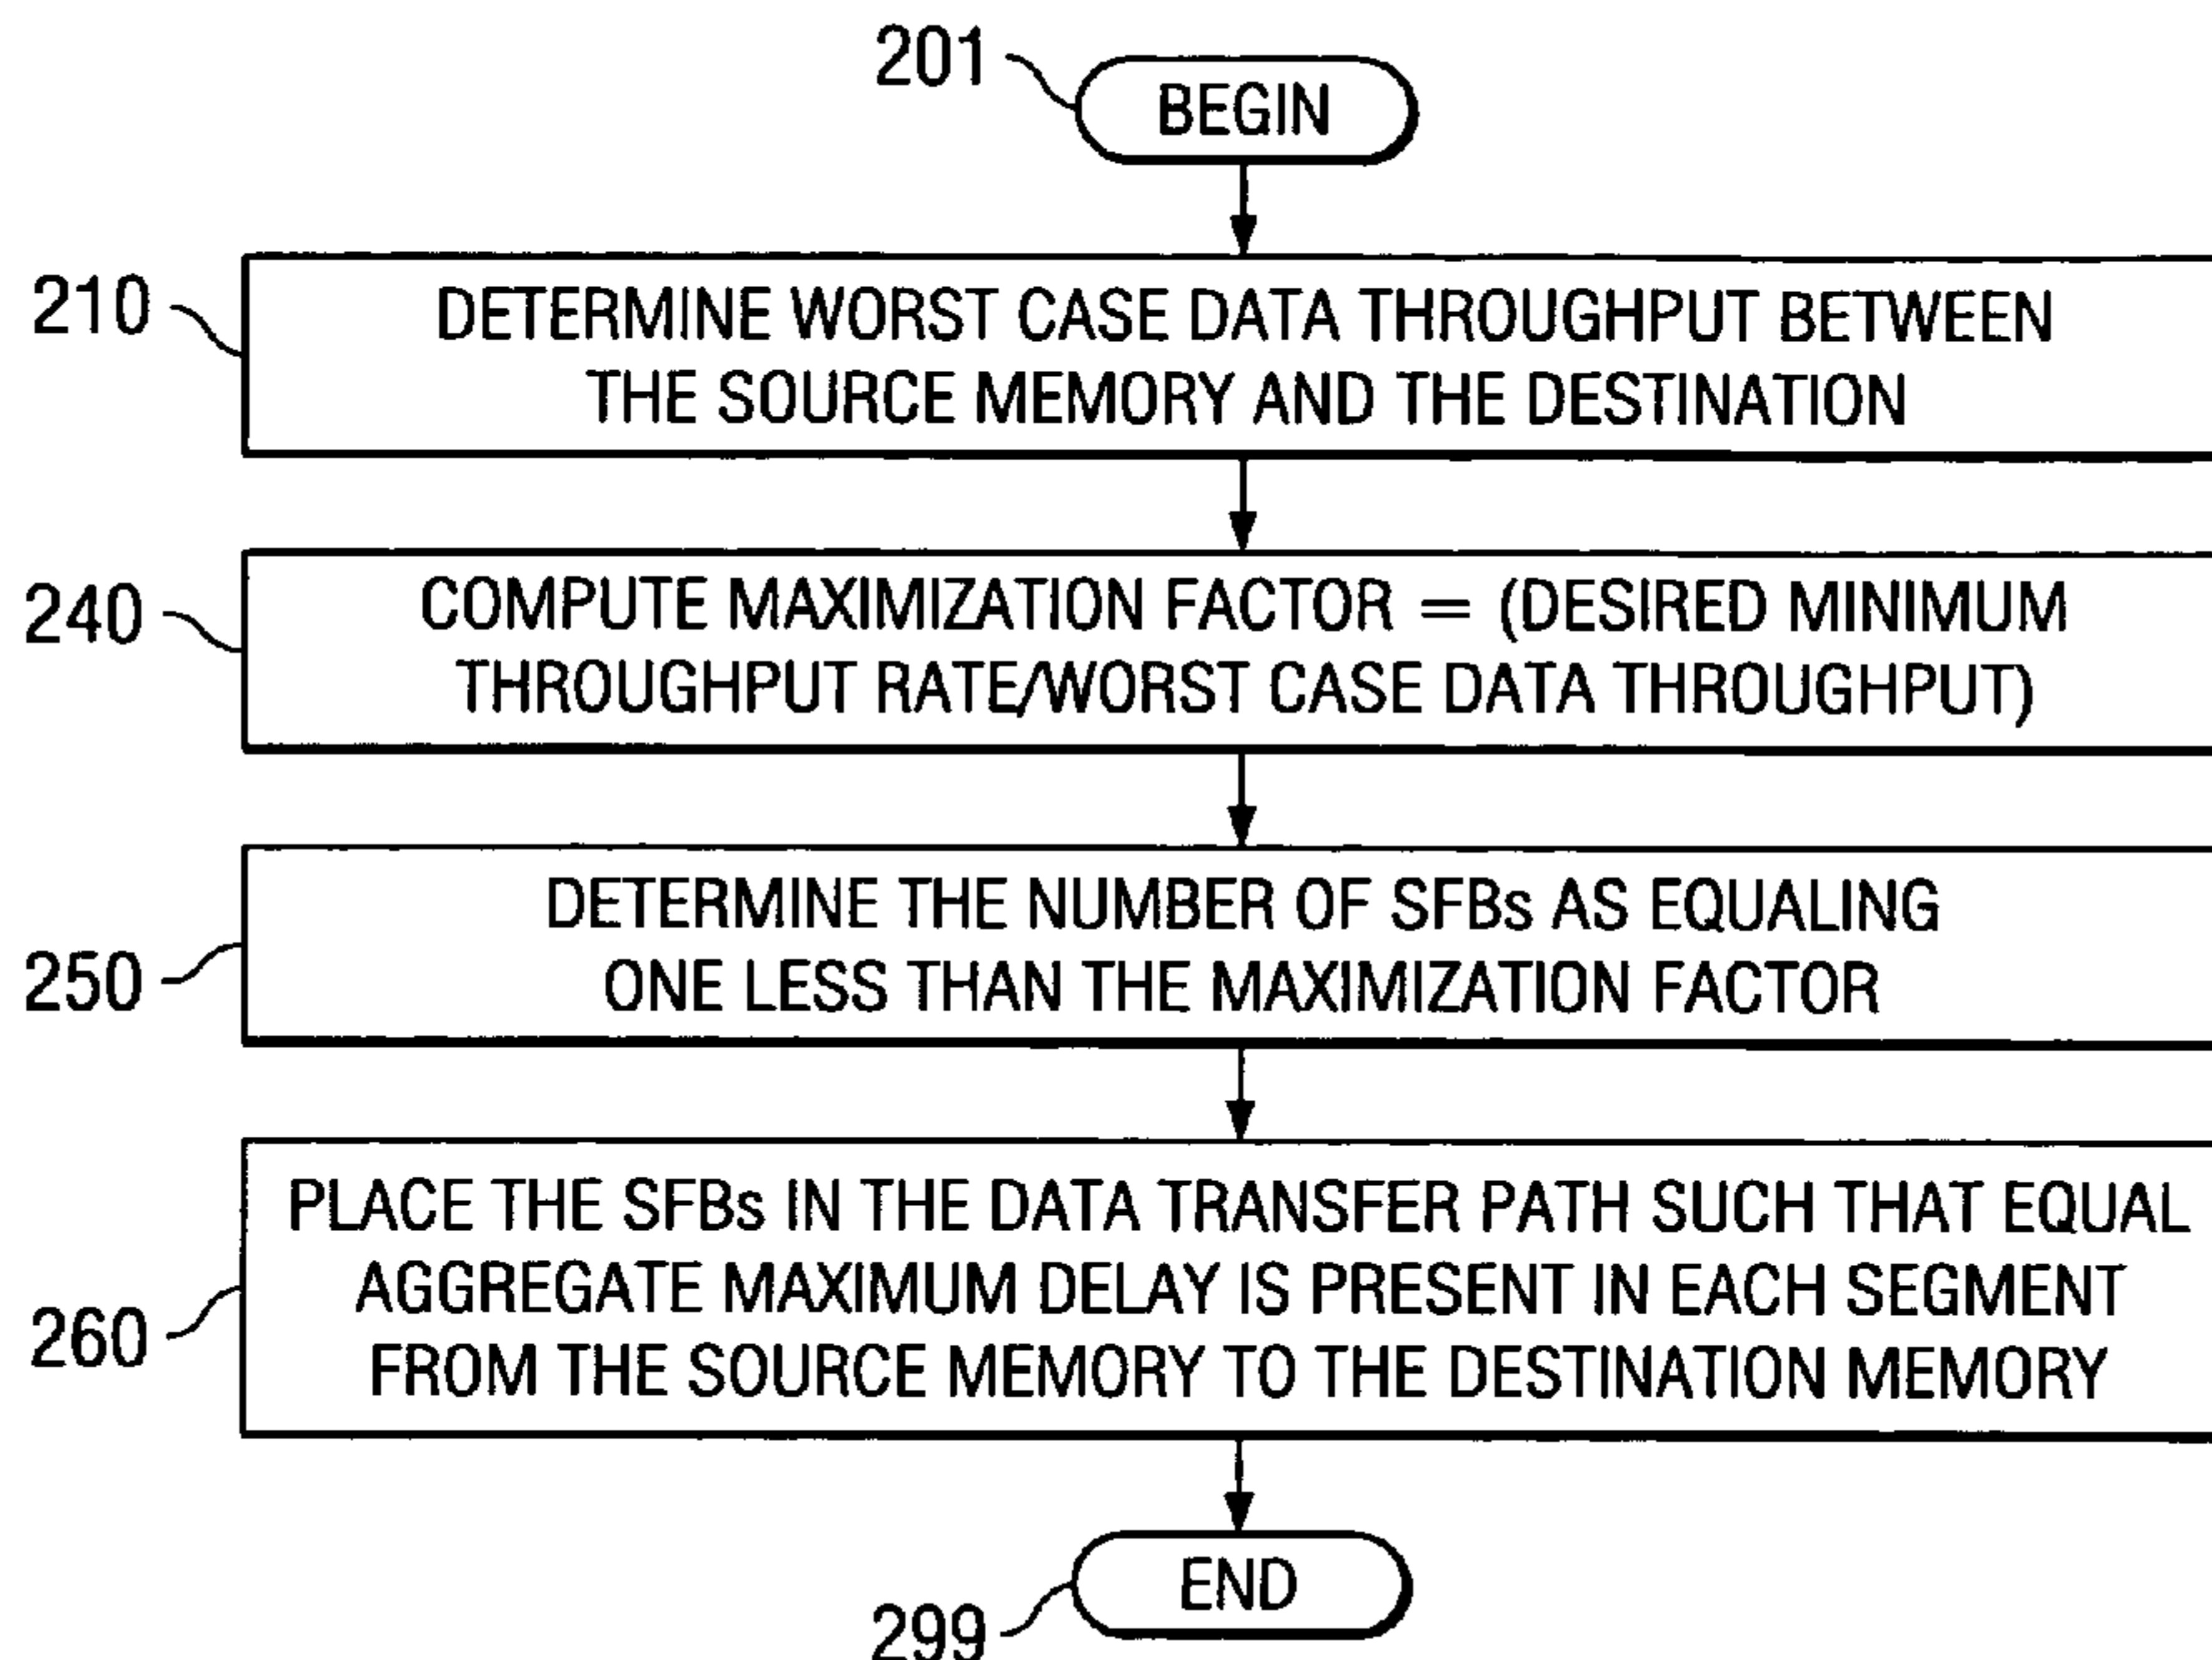 201
BEGIN
210
DETERMINE WORST CASE DATA THROUGHPUT BETWEEN
THE SOURCE MEMORY AND THE DESTINATION
240
COMPUTE MAXIMIZATION FACTOR = (DESIRED MINIMUM
THROUGHPUT RATE/WORST CASE DATA THROUGHPUT)
250
DETERMINE THE NUMBER OF SFBs AS EQUALING
ONE LESS THAN THE MAXIMIZATION FACTOR
260
PLACE THE SFBs IN THE DATA TRANSFER PATH SUCH THAT EQUAL
AGGREGATE MAXIMUM DELAY IS PRESENT IN EACH SEGMENT
FROM THE SOURCE MEMORY TO THE DESTINATION MEMORY
END
299